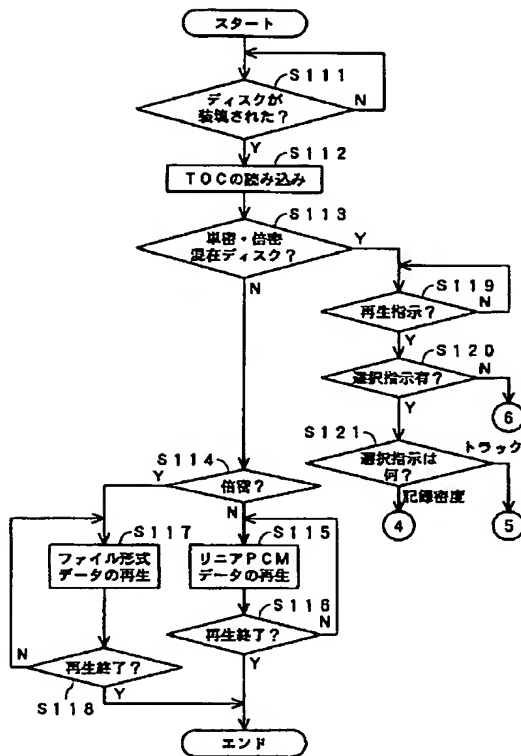 スタート
S111
ディスクが
装填された？
N
Y
S112
TOCの読み込み
S113
単密・倍密
混在ディスク？
Y
N
S119
再生指示？
N
Y
S120
選択指示有？
N
Y
6
S121
選択指示は
何？
トラック
記録密度
4
5
S114
Y
倍密？
N
S117
ファイル形式
データの再生
S115
リニアPCM
データの再生
S116
再生終了？
N
Y
N
再生終了？
S118
Y
エンド